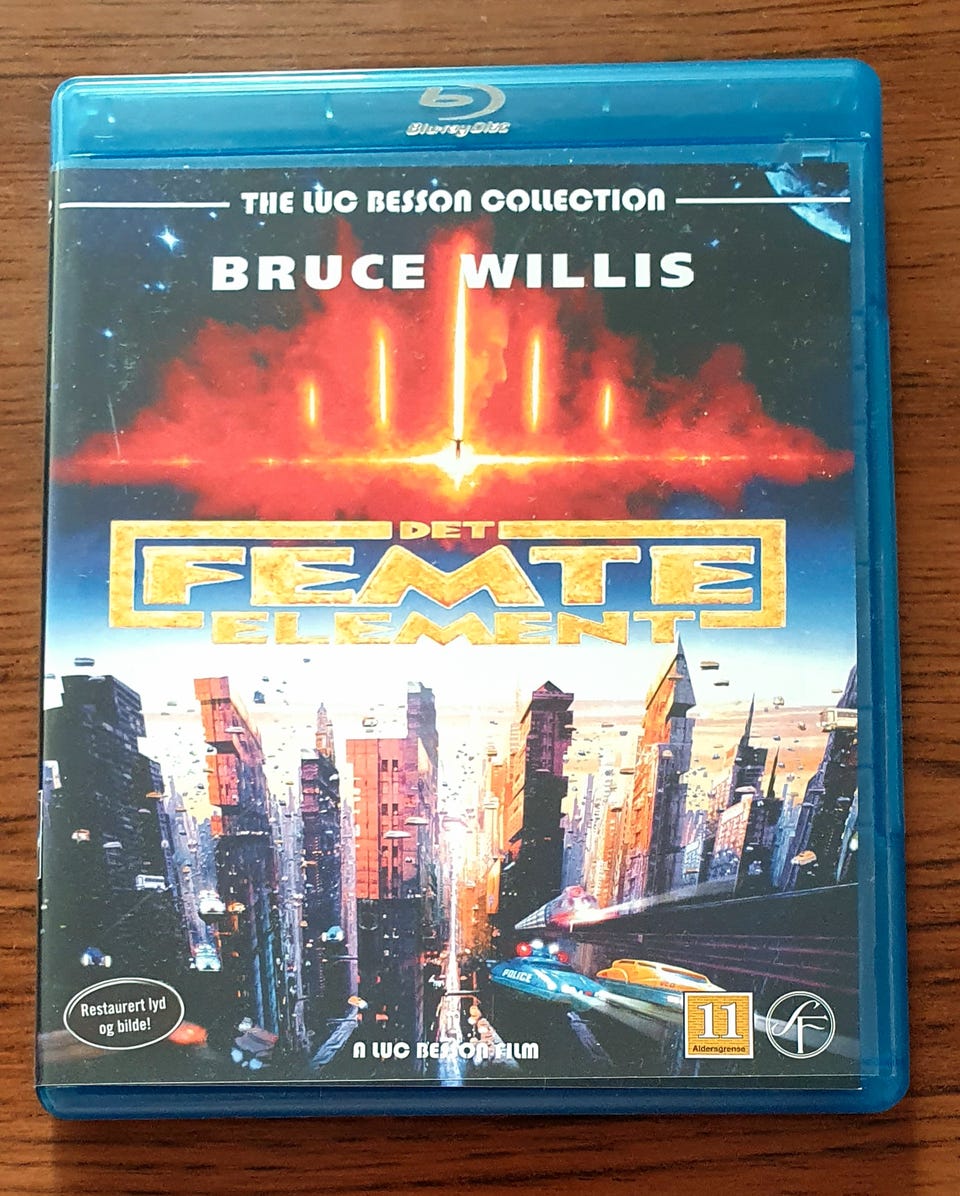 Blu-ray Disc
THE LUC BESSON COLLECTION
BRUCE WILLIS
DET
FEMTE
ELEMENT
POLICE
Restaurert lyd
og bilde!
11
Aldersgrense
SF
A LUC BESSON FILM